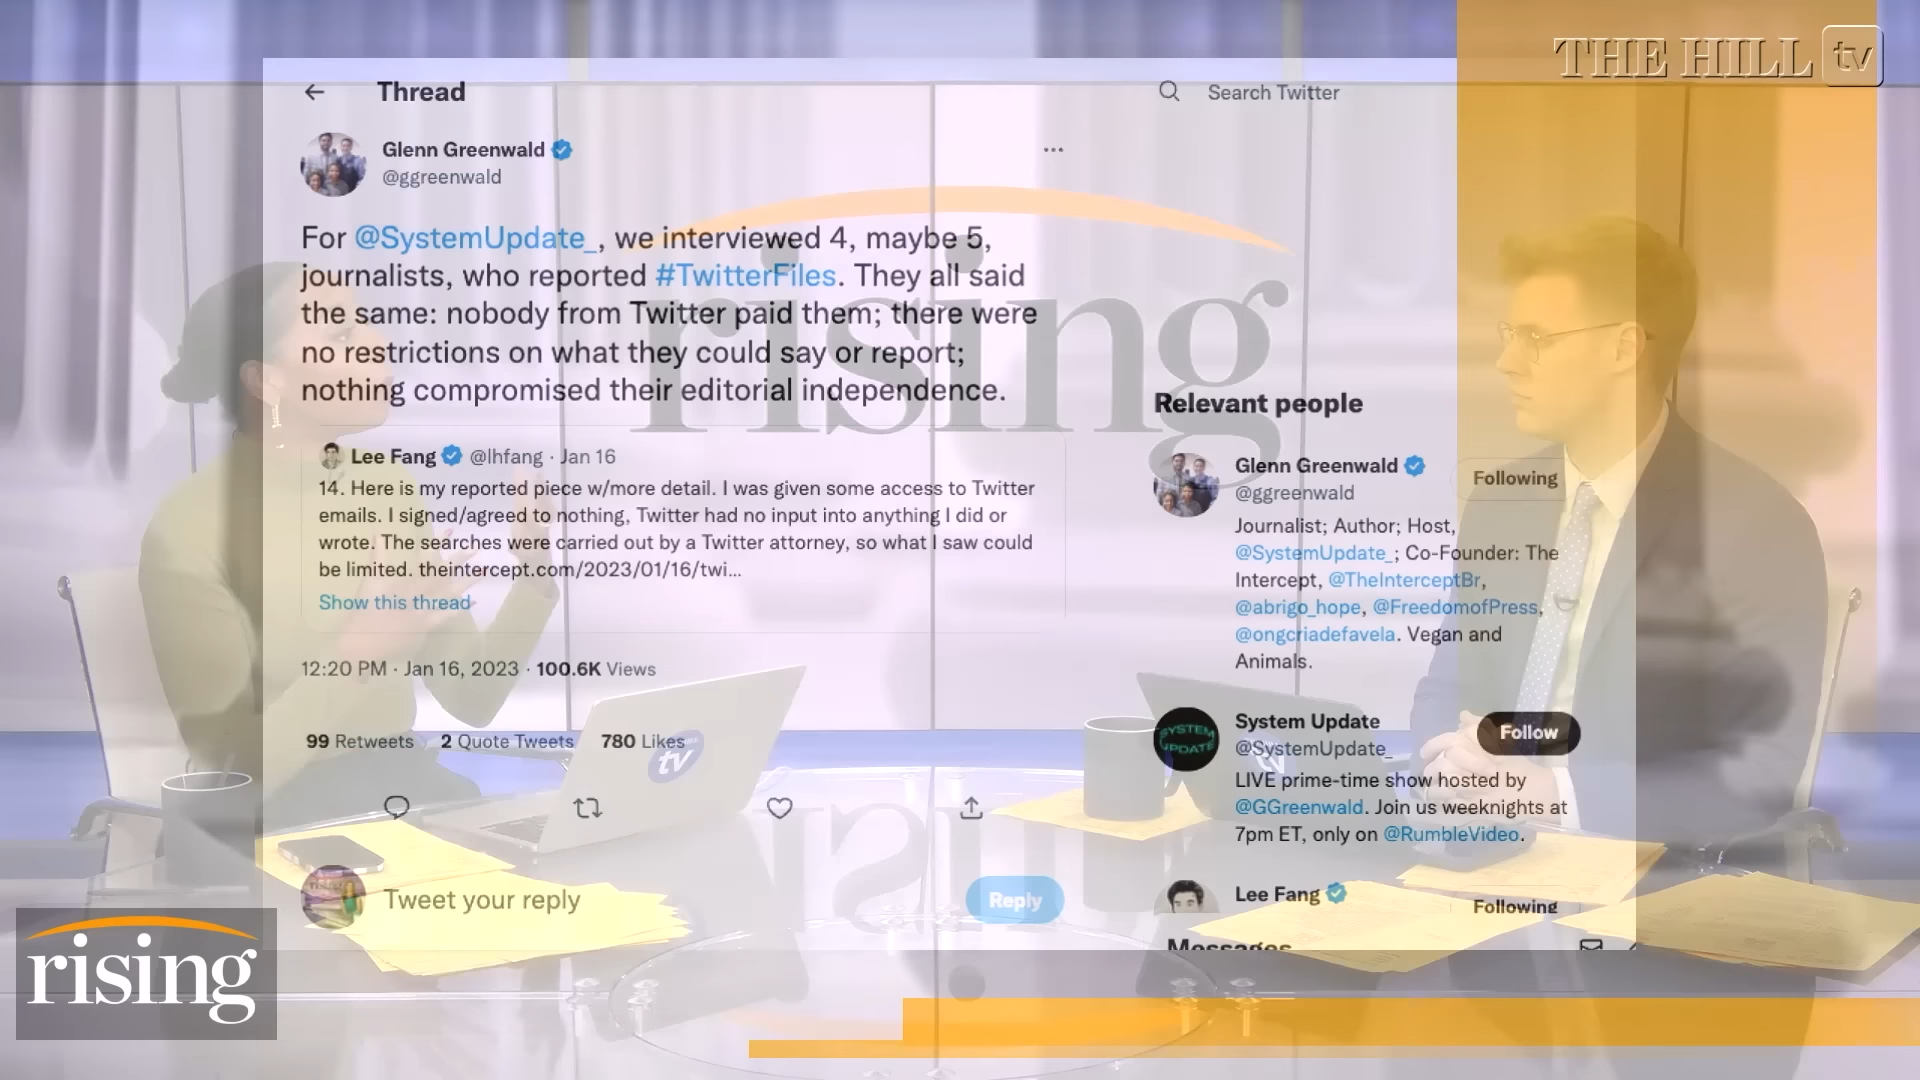 THE HILL tv
Thread
Search Twitter
Glenn Greenwald
@ggreenwald
For @SystemUpdate_, we interviewed 4, maybe 5,
journalists, who reported #TwitterFiles. They all said
the same: nobody from Twitter paid them; there were
no restrictions on what they could say or report;
nothing compromised their editorial independence.
Lee Fang @lhfang · Jan 16
14. Here is my reported piece w/more detail. I was given some access to Twitter
emails. I signed/agreed to nothing, Twitter had no input into anything I did or
wrote. The searches were carried out by a Twitter attorney, so what I saw could
be limited. theintercept.com/2023/01/16/twi...
Show this thread
12:20 PM · Jan 16, 2023 · 100.6K Views
99 Retweets 2 Quote Tweets 780 Likes
Tweet your reply
Reply
Relevant people
Glenn Greenwald
Following
@ggreenwald
Journalist; Author; Host,
@SystemUpdate_; Co-Founder: The
Intercept, @TheInterceptBr,
@abrigo_hope, @FreedomofPress,
@ongcriadefavela. Vegan and
Animals.
SYSTEM
UPDATE
System Update
Follow
@SystemUpdate_
LIVE prime-time show hosted by
@GGreenwald. Join us weeknights at
7pm ET, only on @RumbleVideo.
Lee Fang
Following
Messages
rising
tv
rising